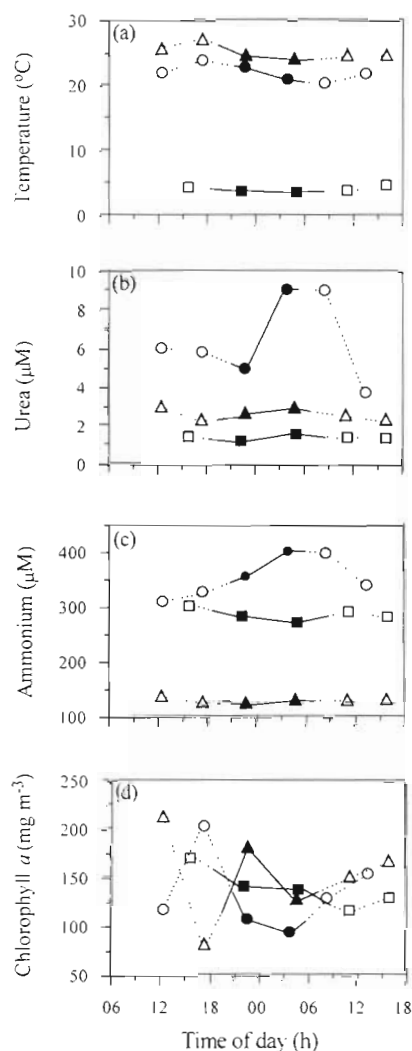 (a)
30
20
10
0
Temperature (°C)
(b)
10
8
6
4
2
0
Urea (µM)
(c)
400
300
200
100
Ammonium (µM)
(d)
250
200
150
100
50
Chlorophyll a (mg m-3)
06 12 18 00 06 12 18
Time of day (h)